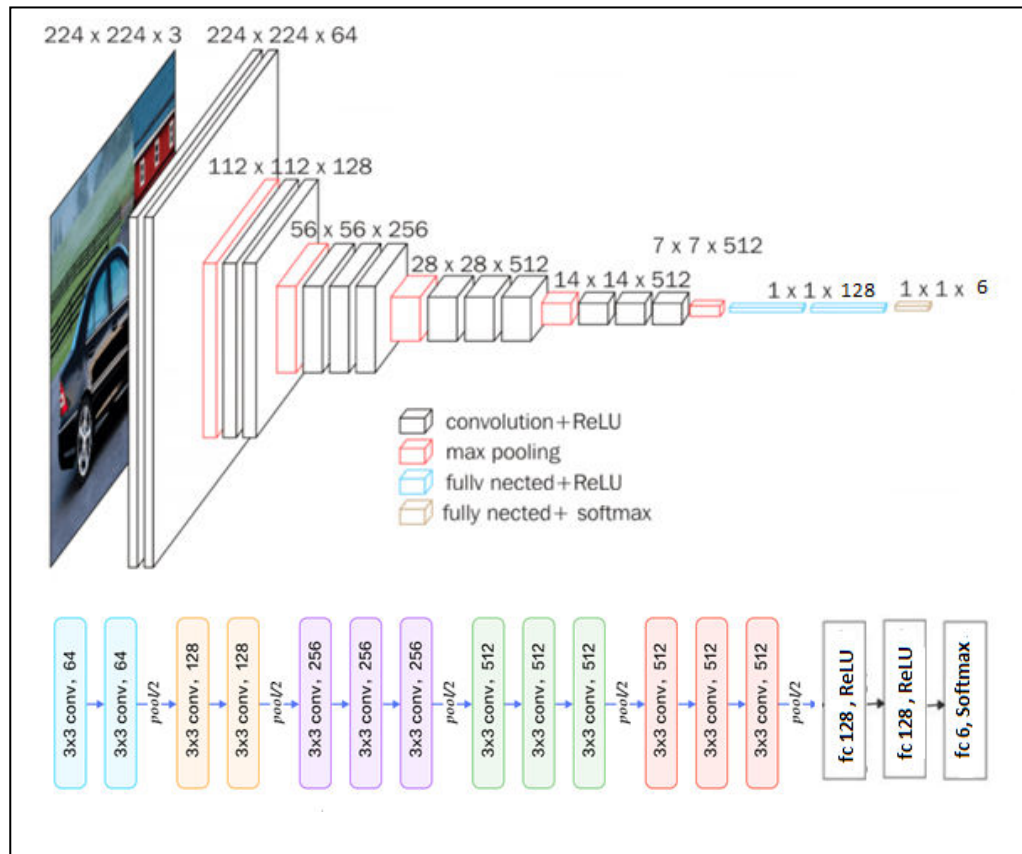 224 x 224 x 3
224 x 224 x 64
112 x 112 x 128
56 x 56 x 256
28 x 28 x 512
14 x 14 x 512
7 x 7 x 512
1 x 1 x 128
1 x 1 x 6
convolution+ReLU
max pooling
fully nected+ReLU
fully nected+ softmax
3x3 conv, 64
3x3 conv, 64
pool/2
3x3 conv, 128
3x3 conv, 128
pool/2
3x3 conv, 256
3x3 conv, 256
3x3 conv, 256
pool/2
3x3 conv, 512
3x3 conv, 512
3x3 conv, 512
pool/2
3x3 conv, 512
3x3 conv, 512
3x3 conv, 512
pool/2
fc 128 , ReLU
fc 128 , ReLU
fc 6, Softmax